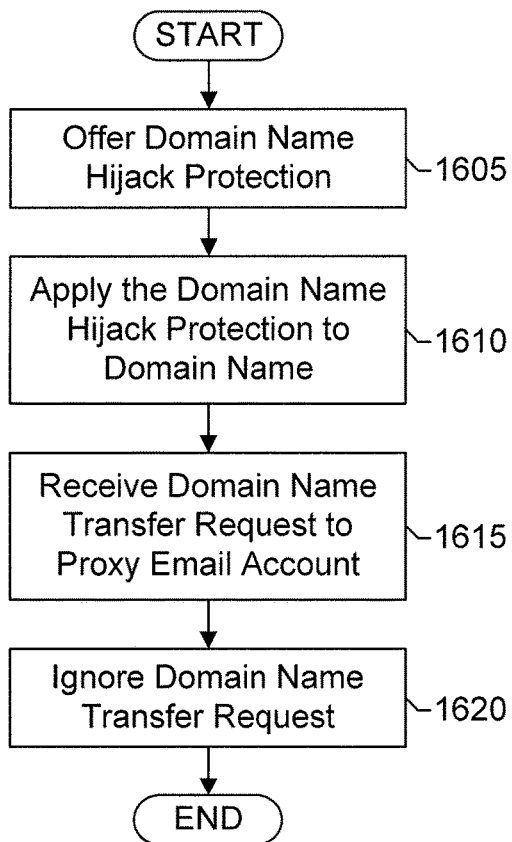 START
Offer Domain Name
Hijack Protection
1605
Apply the Domain Name
Hijack Protection to
Domain Name
1610
Receive Domain Name
Transfer Request to
Proxy Email Account
1615
Ignore Domain Name
Transfer Request
1620
END